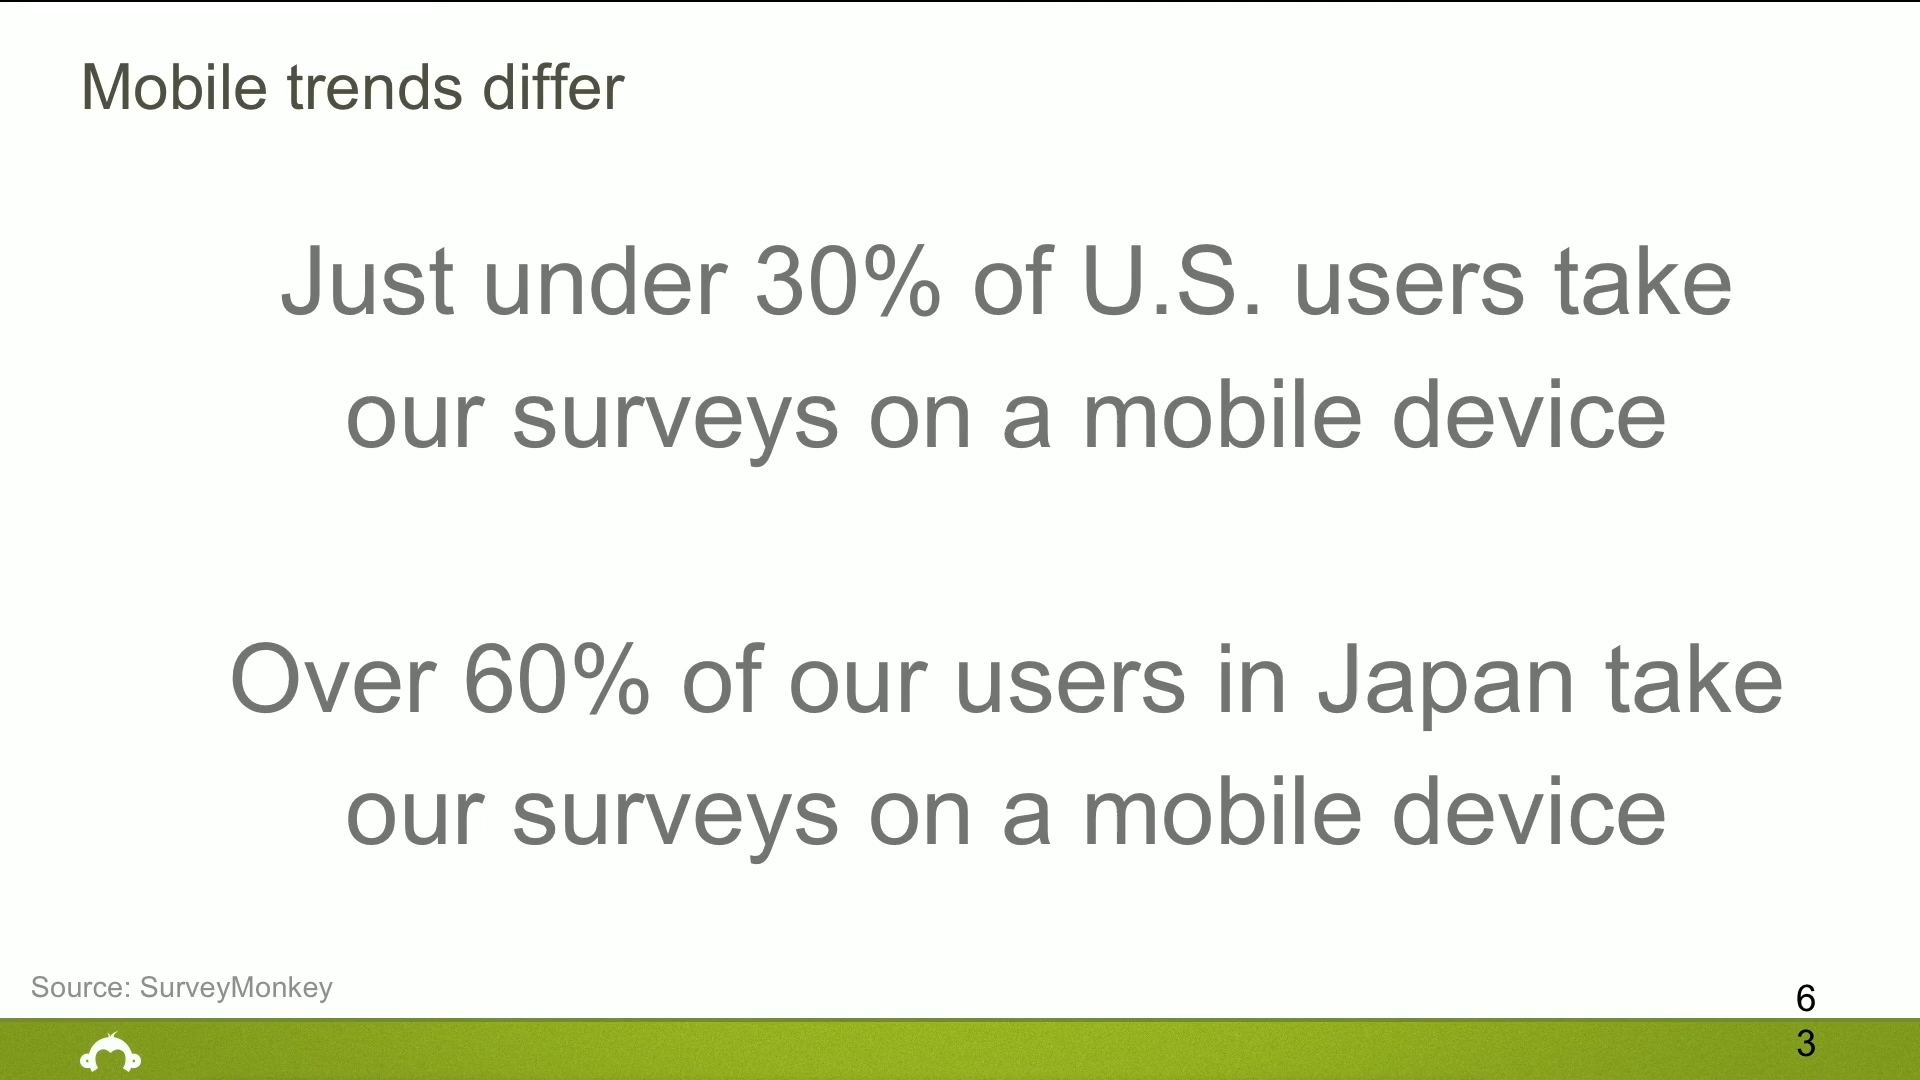 Mobile trends differ
Just under 30% of U.S. users take
our surveys on a mobile device
Over 60% of our users in Japan take
our surveys on a mobile device
Source: SurveyMonkey
6
3